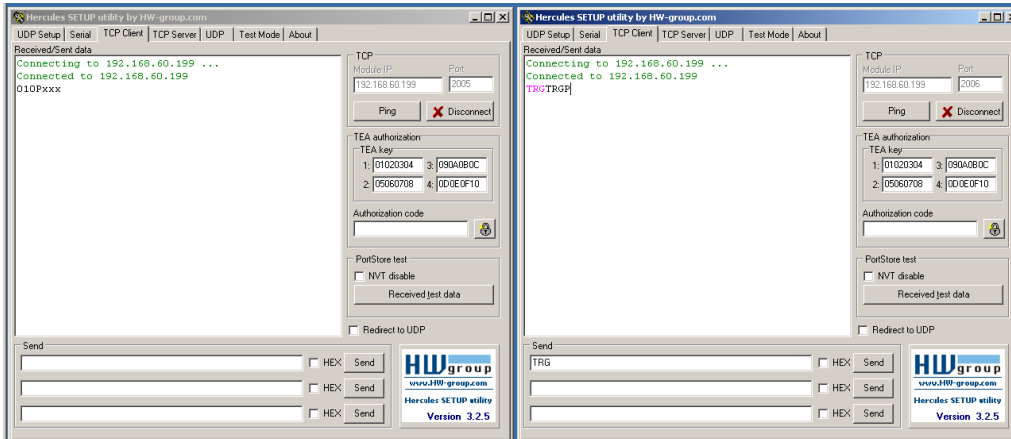 Hercules SETUP utility by HW-group.com
UDP Setup Serial TCP Client TCP Server UDP Test Mode About
Received/Sent data
Connecting to 192.168.60.199 ...
Connected to 192.168.60.199
010Pxxx
TCP
Module IP Port
192.168.60.199 2005
Ping Disconnect
TEA authorization
TEA key
1: 01020304 3: 090A0B0C
2: 05060708 4: 0D0E0F10
Authorization code
PortStore test
NVT disable
Received test data
Redirect to UDP
Send
HEX Send
HEX Send
HEX Send
HW group
www.HW-group.com
Hercules SETUP utility
Version 3.2.5
Hercules SETUP utility by HW-group.com
UDP Setup Serial TCP Client TCP Server UDP Test Mode About
Received/Sent data
Connecting to 192.168.60.199 ...
Connected to 192.168.60.199
TRGTRGP
TCP
Module IP Port
192.168.60.199 2006
Ping Disconnect
TEA authorization
TEA key
1: 01020304 3: 090A0B0C
2: 05060708 4: 0D0E0F10
Authorization code
PortStore test
NVT disable
Received test data
Redirect to UDP
Send
TRG HEX Send
HEX Send
HEX Send
HW group
www.HW-group.com
Hercules SETUP utility
Version 3.2.5